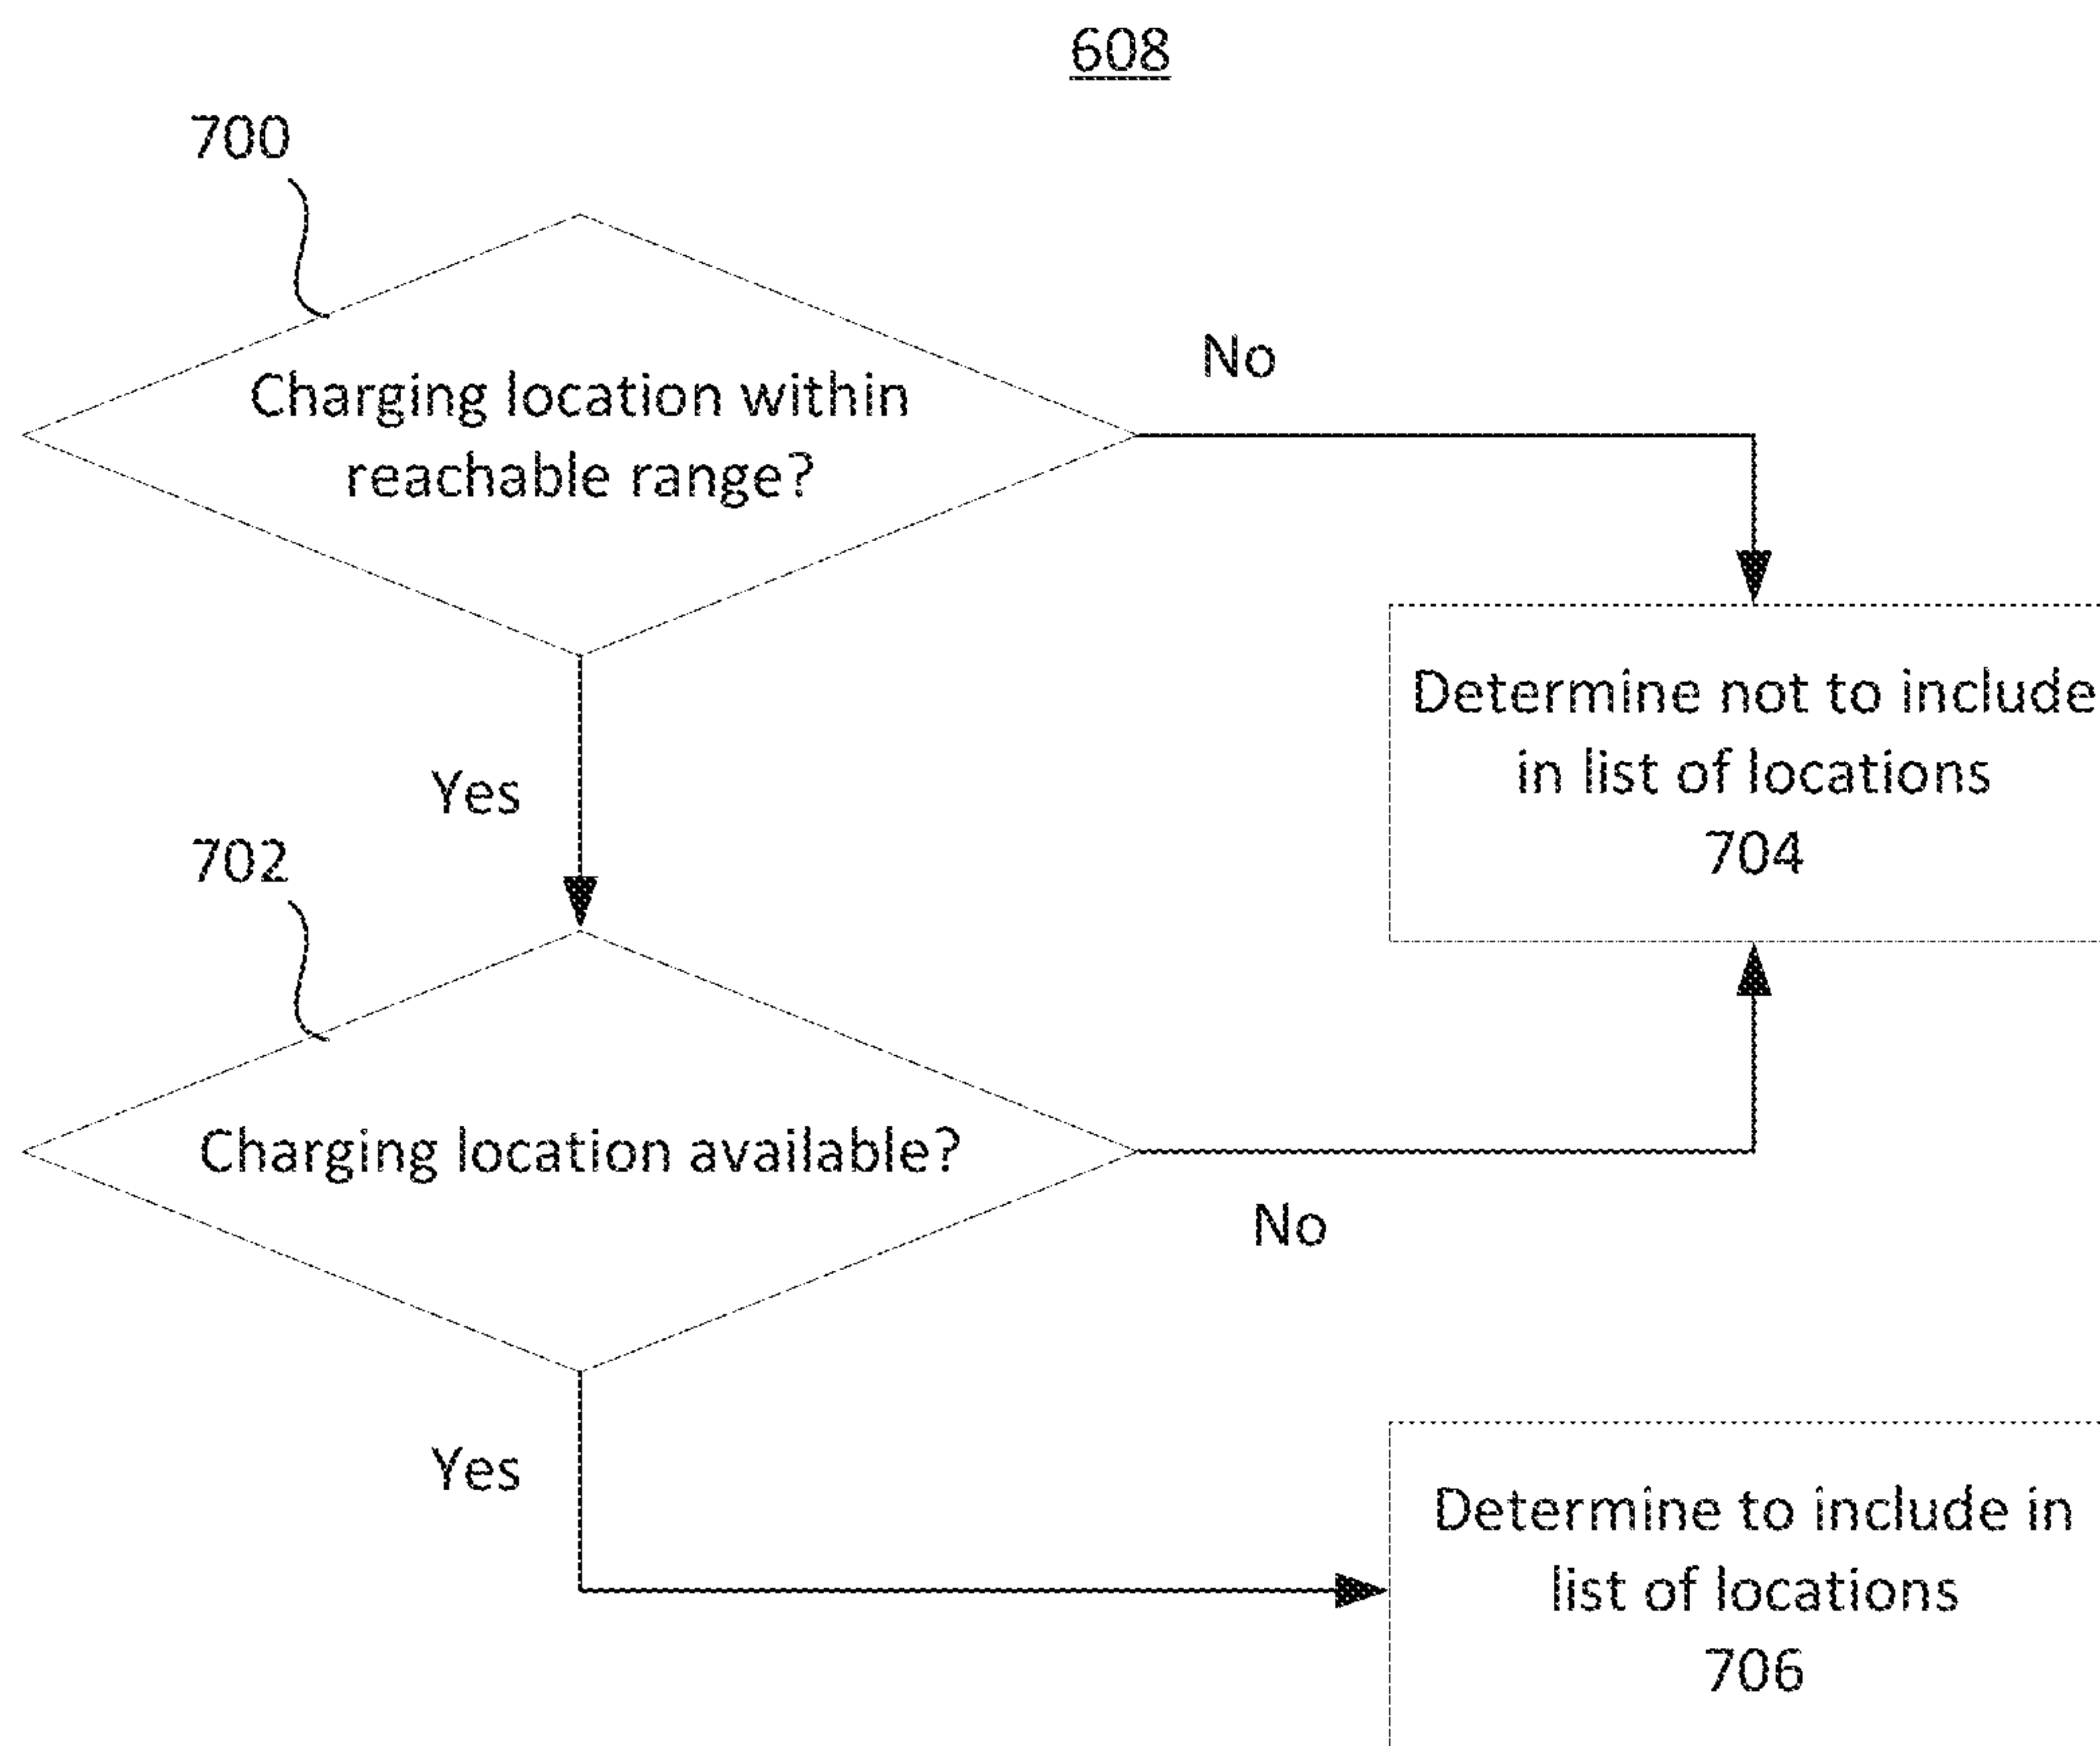 608
700
Charging location within
reachable range?
No
Determine not to include
in list of locations
704
Yes
702
Charging location available?
No
Yes
Determine to include in
list of locations
706